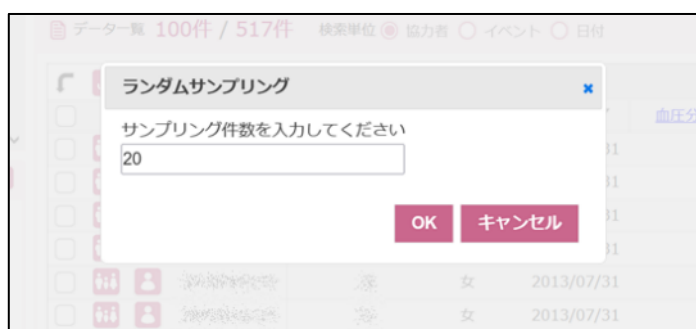 データ一覧 100件 / 517件 検索単位 協力者 イベント 日付
ランダムサンプリング ×
血圧分
サンプリング件数を入力してください
31
20
31
OK キャンセル 31
31
女 2013/07/31
女 2013/07/31